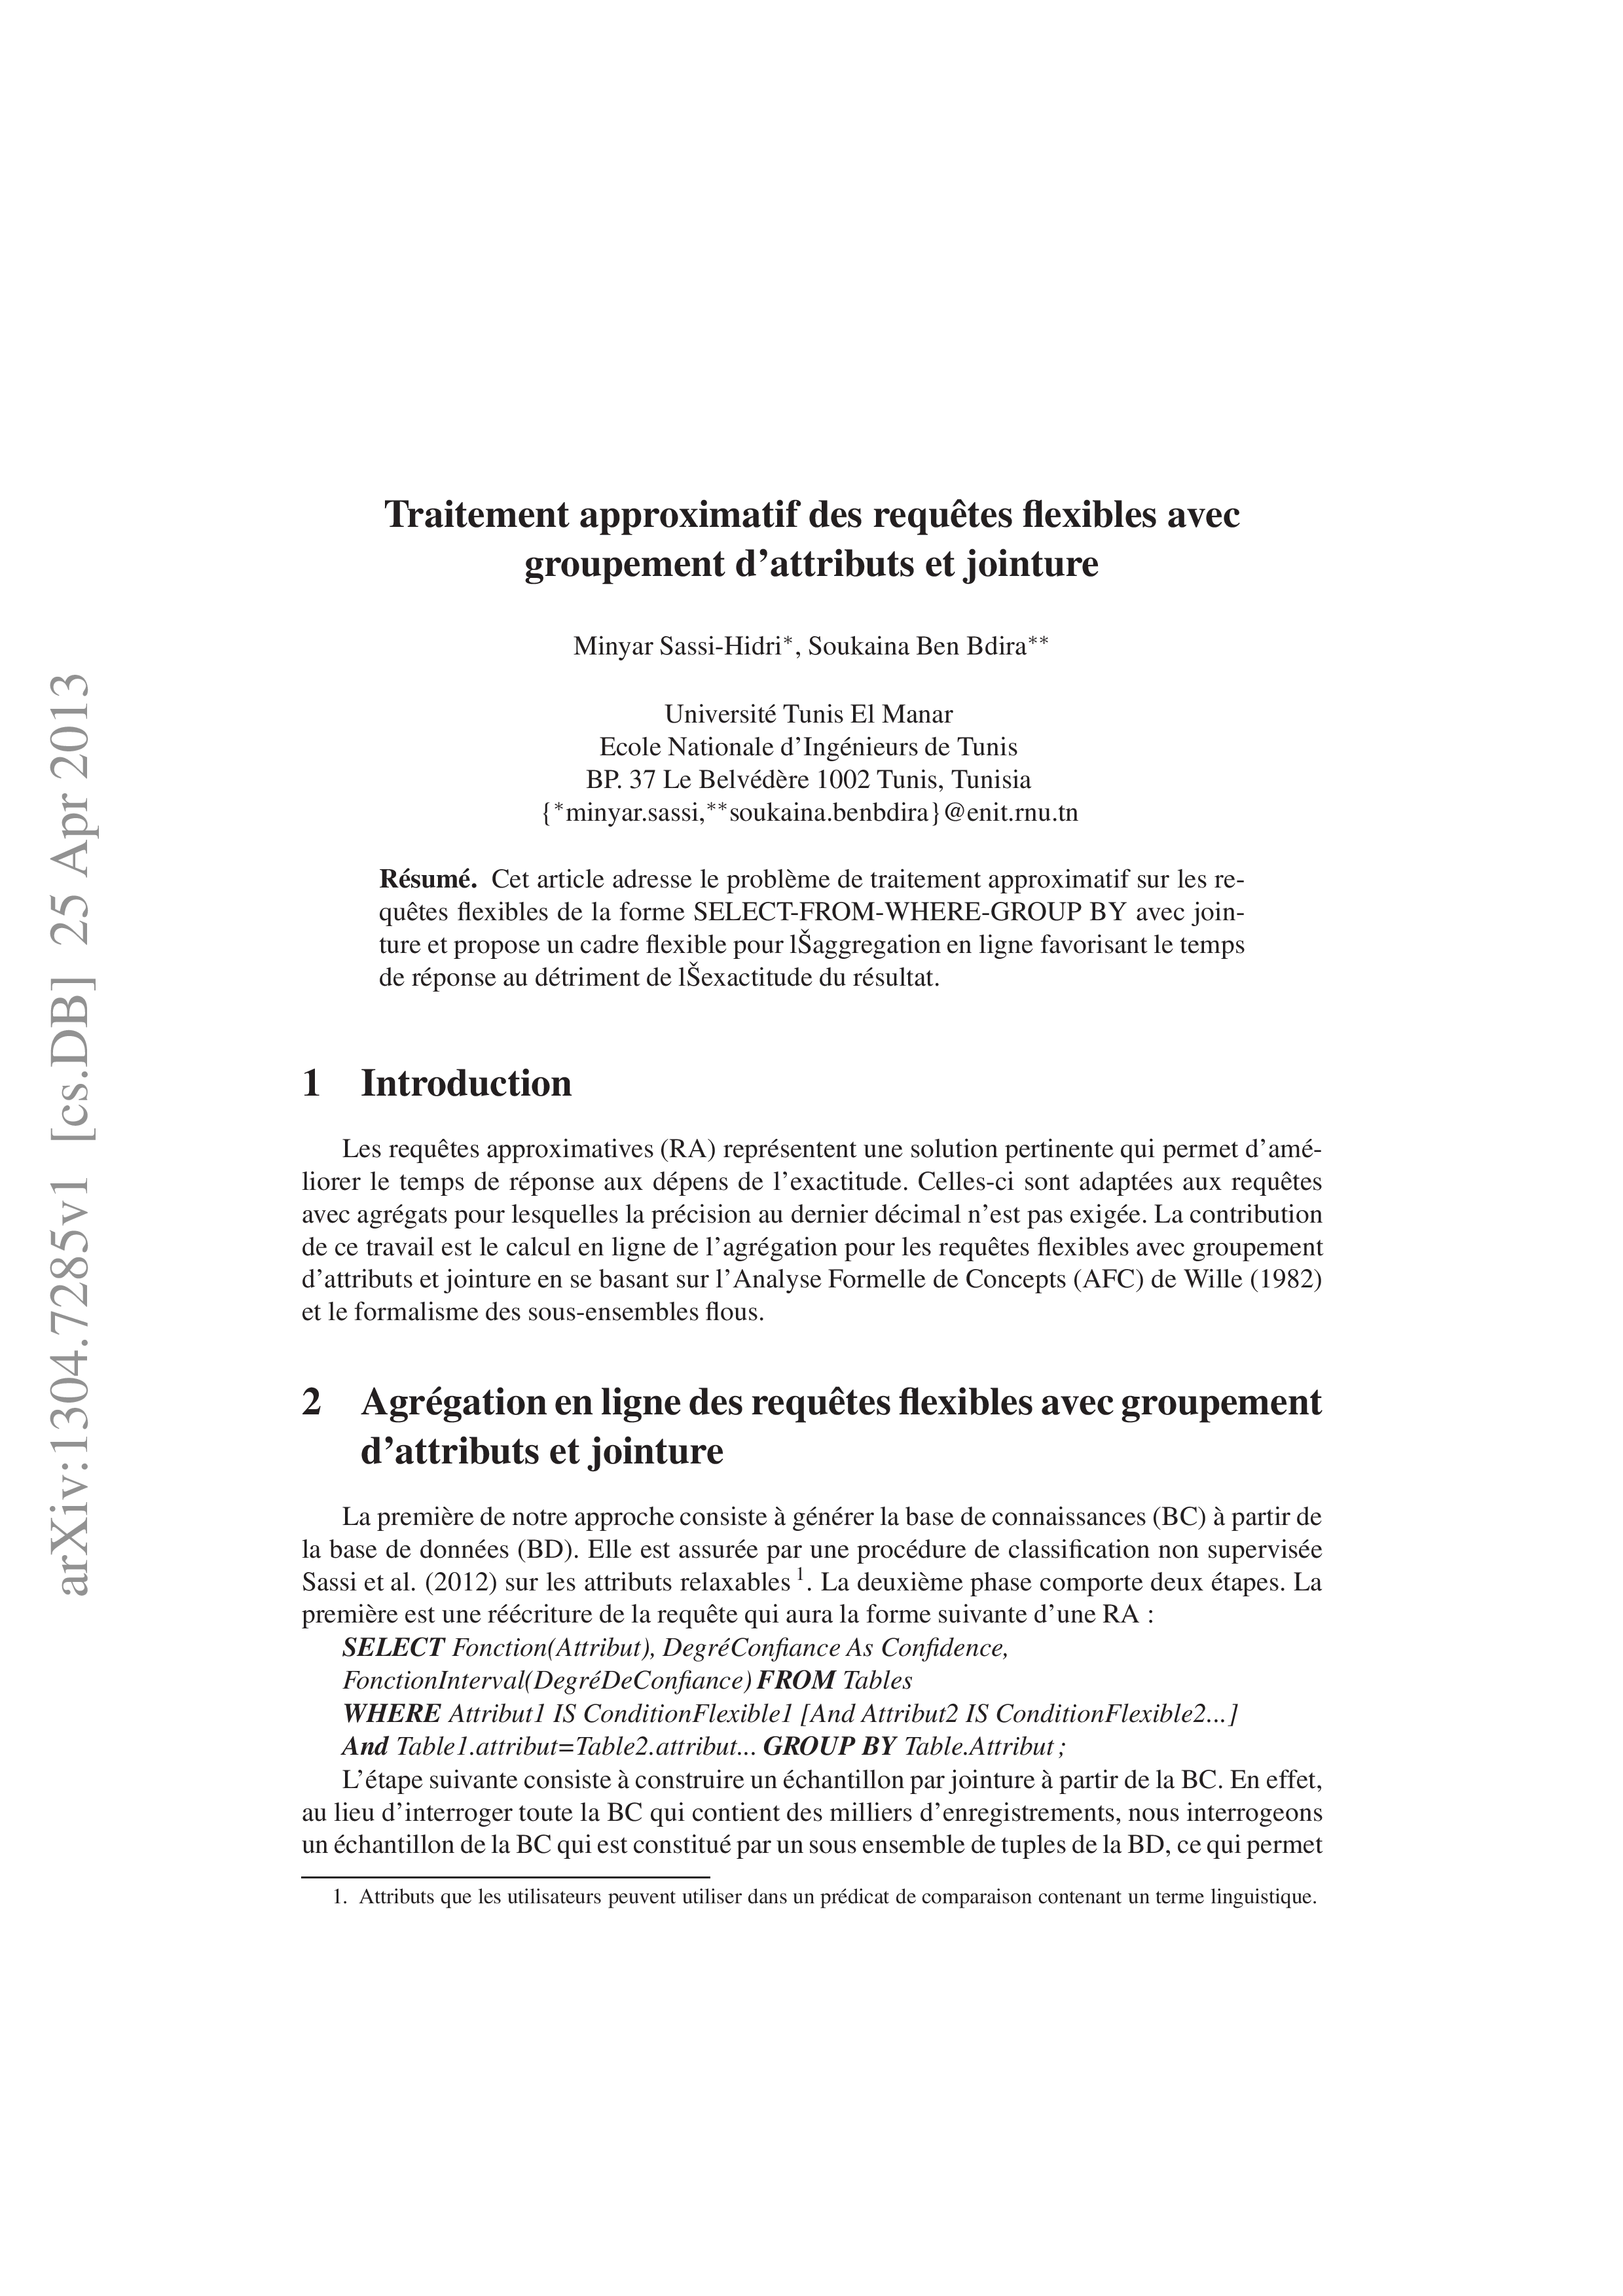 Traitement approximatif des requêtes flexibles avec
groupement d'attributs et jointure
Minyar Sassi-Hidri*, Soukaina Ben Bdira**
Université Tunis El Manar
Ecole Nationale d'Ingénieurs de Tunis
BP. 37 Le Belvédère 1002 Tunis, Tunisia
{*minyar.sassi,**soukaina.benbdira}@enit.rnu.tn
Résumé. Cet article adresse le problème de traitement approximatif sur les re-
quêtes flexibles de la forme SELECT-FROM-WHERE-GROUP BY avec join-
ture et propose un cadre flexible pour lŠaggregation en ligne favorisant le temps
de réponse au détriment de lŠexactitude du résultat.
1 Introduction
Les requêtes approximatives (RA) représentent une solution pertinente qui permet d'amé-
liorer le temps de réponse aux dépens de l'exactitude. Celles-ci sont adaptées aux requêtes
avec agrégats pour lesquelles la précision au dernier décimal n'est pas exigée. La contribution
de ce travail est le calcul en ligne de l'agrégation pour les requêtes flexibles avec groupement
d'attributs et jointure en se basant sur l'Analyse Formelle de Concepts (AFC) de Wille (1982)
et le formalisme des sous-ensembles flous.
2 Agrégation en ligne des requêtes flexibles avec groupement
d'attributs et jointure
La première de notre approche consiste à générer la base de connaissances (BC) à partir de
la base de données (BD). Elle est assurée par une procédure de classification non supervisée
Sassi et al. (2012) sur les attributs relaxables 1. La deuxième phase comporte deux étapes. La
première est une réécriture de la requête qui aura la forme suivante d'une RA :
SELECT Fonction(Attribut), DegréConfiance As Confidence,
FonctionInterval(DegréDeConfiance) FROM Tables
WHERE Attribut1 IS ConditionFlexible1 [And Attribut2 IS ConditionFlexible2...]
And Table1.attribut=Table2.attribut... GROUP BY Table.Attribut ;
L'étape suivante consiste à construire un échantillon par jointure à partir de la BC. En effet,
au lieu d'interroger toute la BC qui contient des milliers d'enregistrements, nous interrogeons
un échantillon de la BC qui est constitué par un sous ensemble de tuples de la BD, ce qui permet
1. Attributs que les utilisateurs peuvent utiliser dans un prédicat de comparaison contenant un terme linguistique.
arXiv:1304.7285v1 [cs.DB] 25 Apr 2013